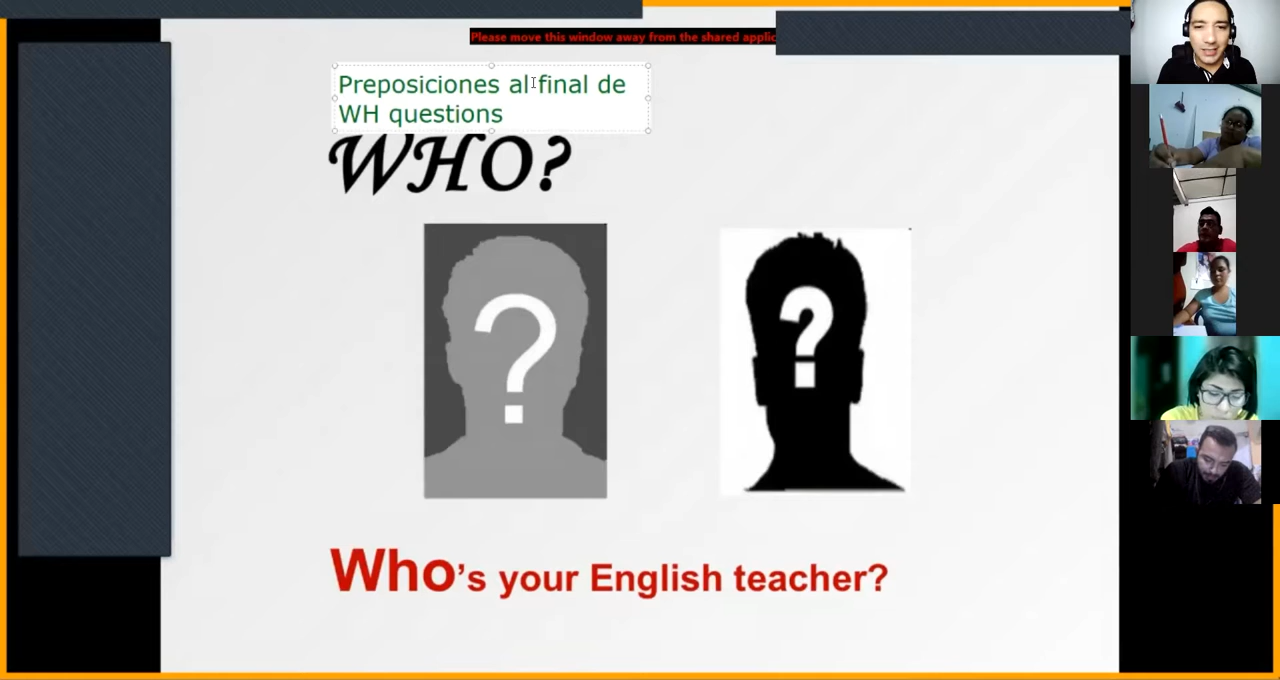 Please move this window away from the shared applic
Preposiciones al final de
WH questions
WHO?
?
?
Who's your English teacher?